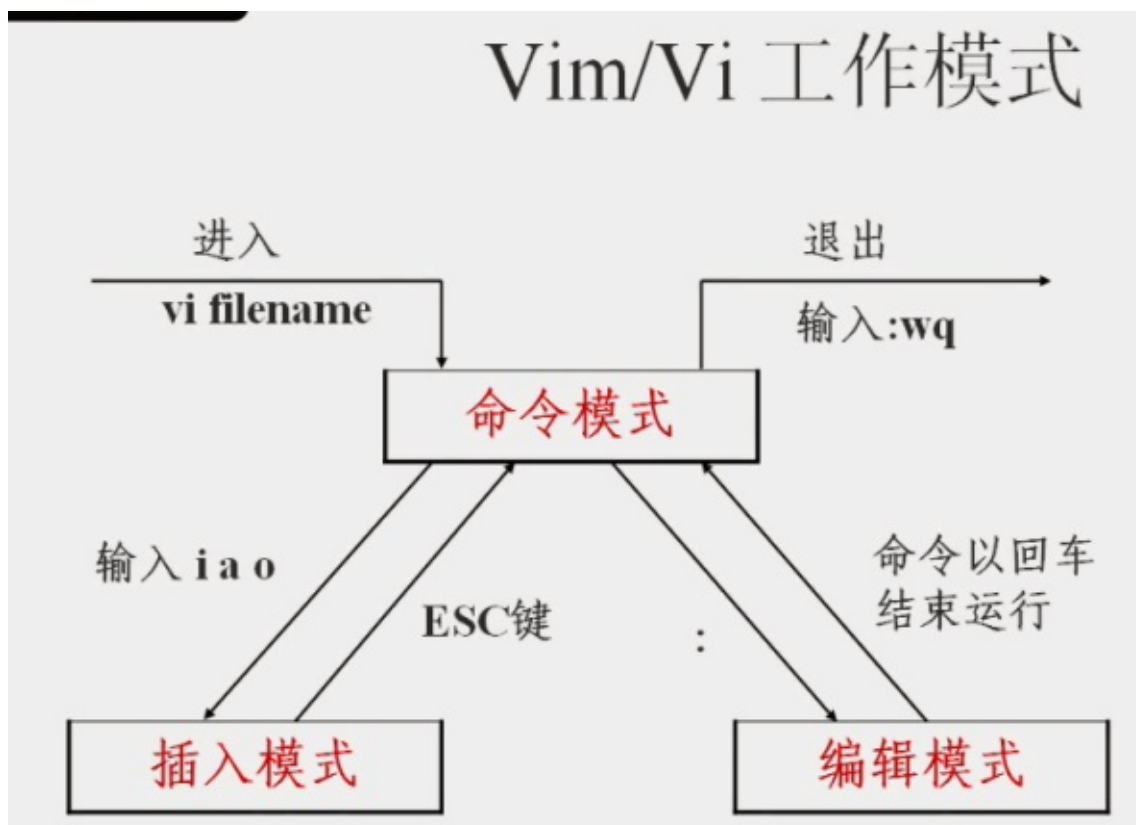 Vim/Vi 工作模式
进入
vi filename
退出
输入:wq
命令模式
输入 i a o
ESC键
:
命令以回车
结束运行
插入模式
编辑模式